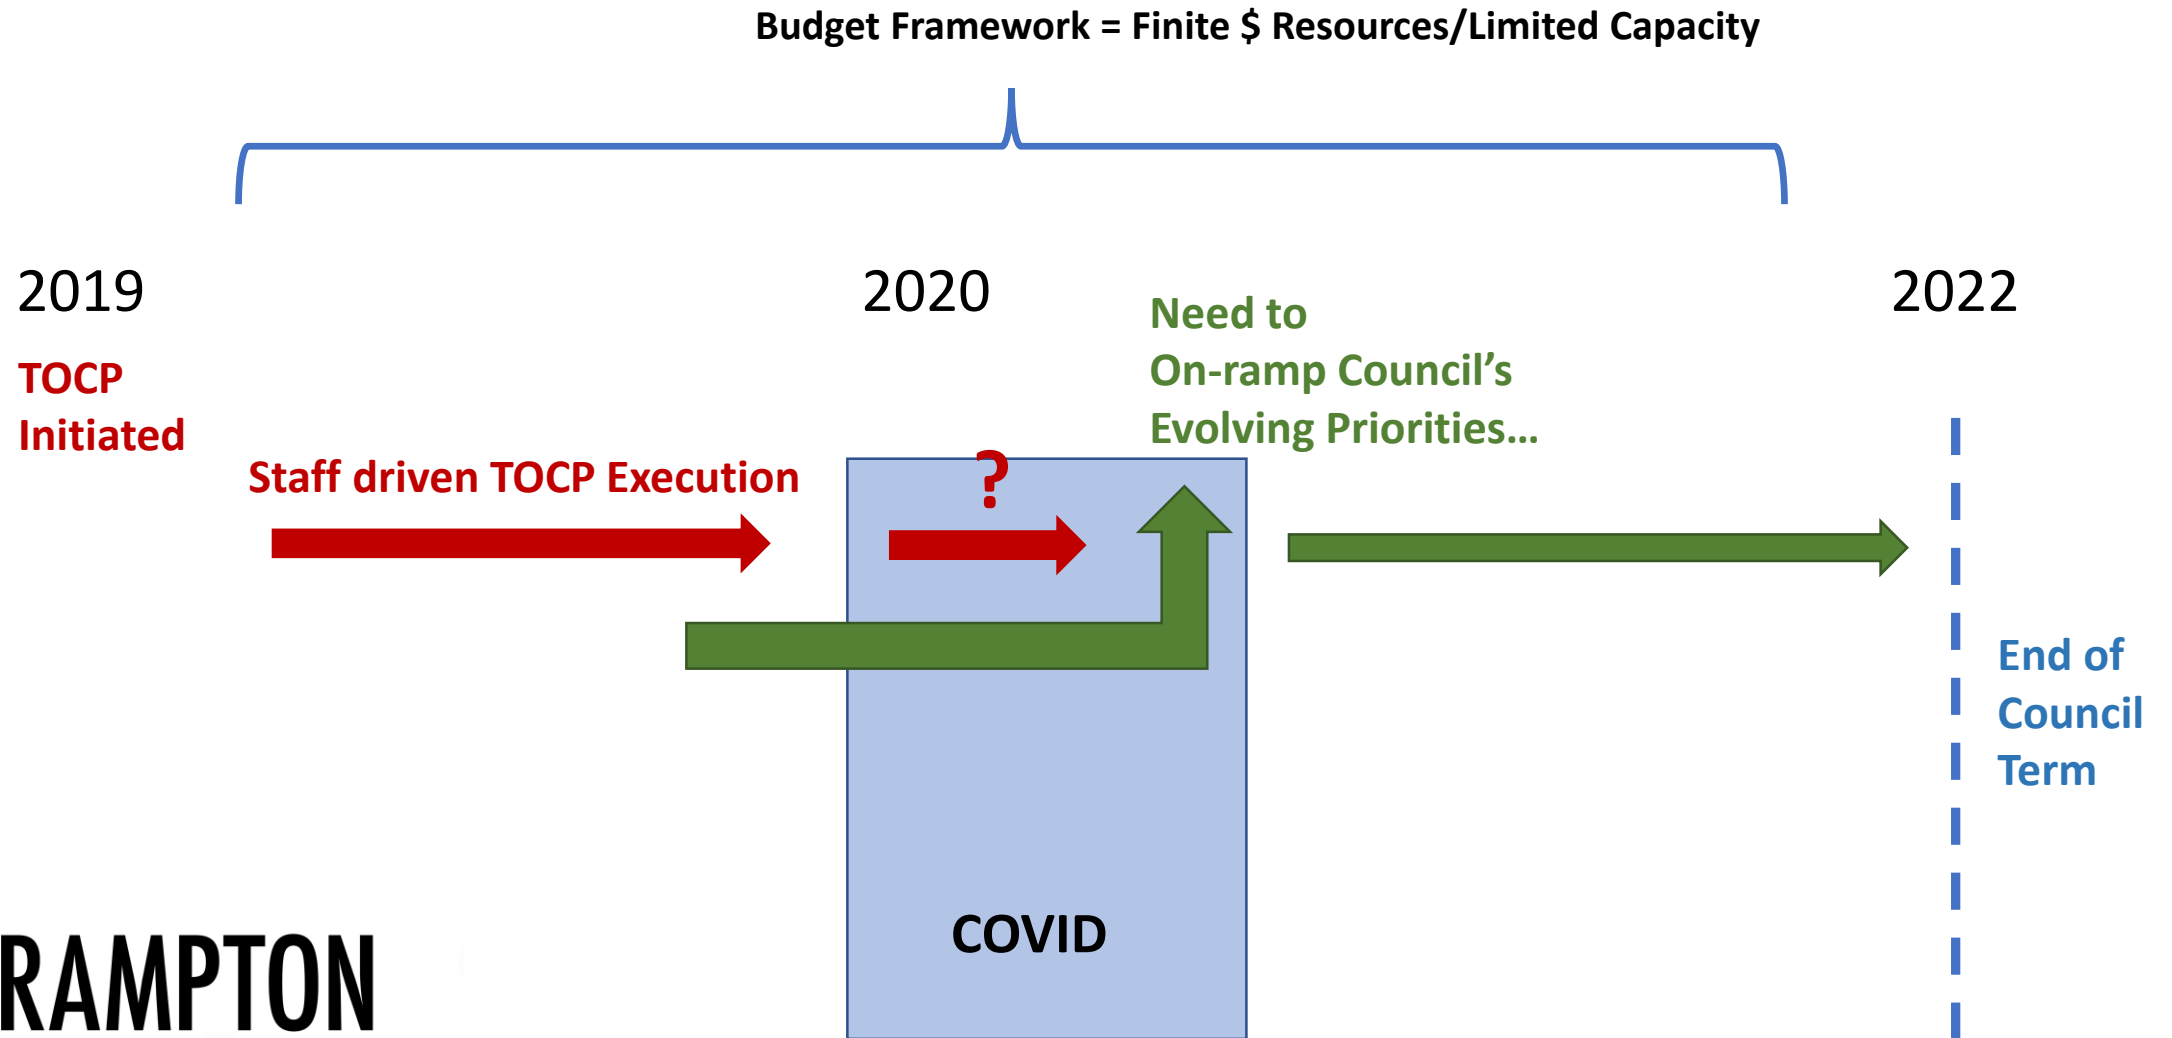 Budget Framework = Finite $ Resources/Limited Capacity
2019
2020
2022
TOCP
Initiated
Staff driven TOCP Execution
?
Need to
On-ramp Council’s
Evolving Priorities...
End of
Council
Term
COVID
RAMPTON